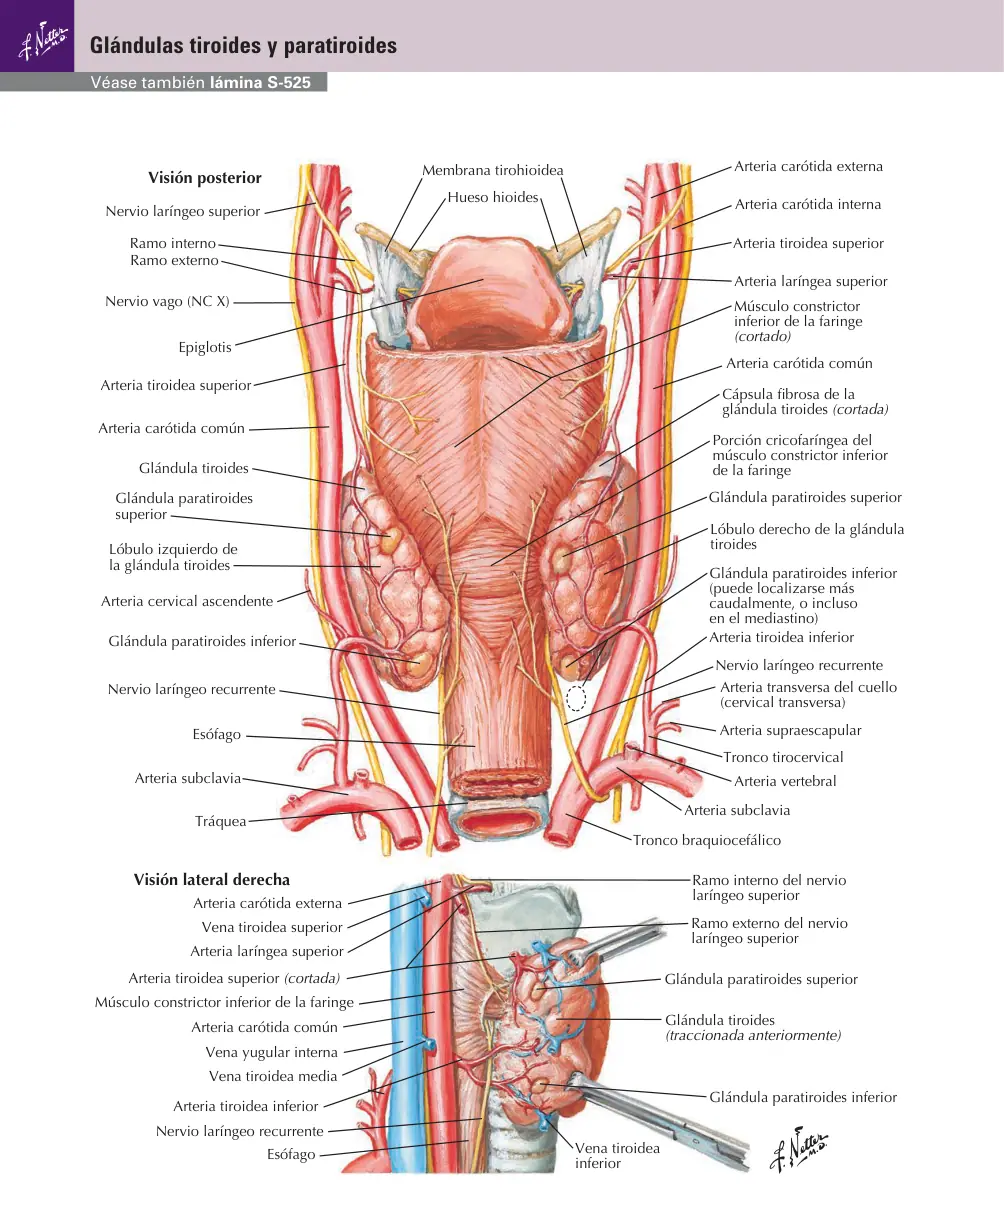 F. Netter M.D.
Glándulas tiroides y paratiroides
Véase también lámina S-525
Visión posterior
Nervio laríngeo superior
Ramo interno
Ramo externo
Nervio vago (NC X)
Epiglotis
Arteria tiroidea superior
Arteria carótida común
Glándula tiroides
Glándula paratiroides
superior
Lóbulo izquierdo de
la glándula tiroides
Arteria cervical ascendente
Glándula paratiroides inferior
Nervio laríngeo recurrente
Esófago
Arteria subclavia
Tráquea
Membrana tirohioidea
Hueso hioides
Arteria carótida externa
Arteria carótida interna
Arteria tiroidea superior
Arteria laríngea superior
Músculo constrictor
inferior de la faringe
(cortado)
Arteria carótida común
Cápsula fibrosa de la
glándula tiroides (cortada)
Porción cricofaríngea del
músculo constrictor inferior
de la faringe
Glándula paratiroides superior
Lóbulo derecho de la glándula
tiroides
Glándula paratiroides inferior
(puede localizarse más
caudalmente, o incluso
en el mediastino)
Arteria tiroidea inferior
Nervio laríngeo recurrente
Arteria transversa del cuello
(cervical transversa)
Arteria supraescapular
Tronco tirocervical
Arteria vertebral
Arteria subclavia
Tronco braquiocefálico
Visión lateral derecha
Arteria carótida externa
Vena tiroidea superior
Arteria laríngea superior
Arteria tiroidea superior (cortada)
Músculo constrictor inferior de la faringe
Arteria carótida común
Vena yugular interna
Vena tiroidea media
Arteria tiroidea inferior
Nervio laríngeo recurrente
Esófago
Ramo interno del nervio
laríngeo superior
Ramo externo del nervio
laríngeo superior
Glándula paratiroides superior
Glándula tiroides
(traccionada anteriormente)
Glándula paratiroides inferior
Vena tiroidea
inferior
F. Netter M.D.